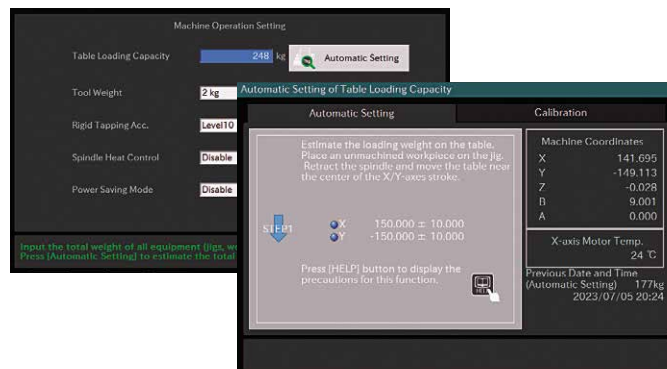 Machine Operation Setting
Table Loading Capacity 248 kg Automatic Setting
Tool Weight 2 kg
Rigid Tapping Acc. Level10
Spindle Heat Control Disable
Power Saving Mode Disable
Input the total weight of all equipment (jigs,
Press [Automatic Setting] to estimate the total
Automatic Setting of Table Loading Capacity
Automatic Setting Calibration
Estimate the loading weight on the table.
Place an unmachined workpiece on the jig.
Retract the spindle and move the table near
the center of the X/Y-axes stroke.
STEP1
X 150.000 ± 10.000
Y -150.000 ± 10.000
Press [HELP] button to display the
precautions for this function.
Machine Coordinates
X 141.695
Y -149.113
Z -0.028
B 9.001
A 0.000
X-axis Motor Temp.
24 ℃
Previous Date and Time
(Automatic Setting) 177kg
2023/07/05 20:24